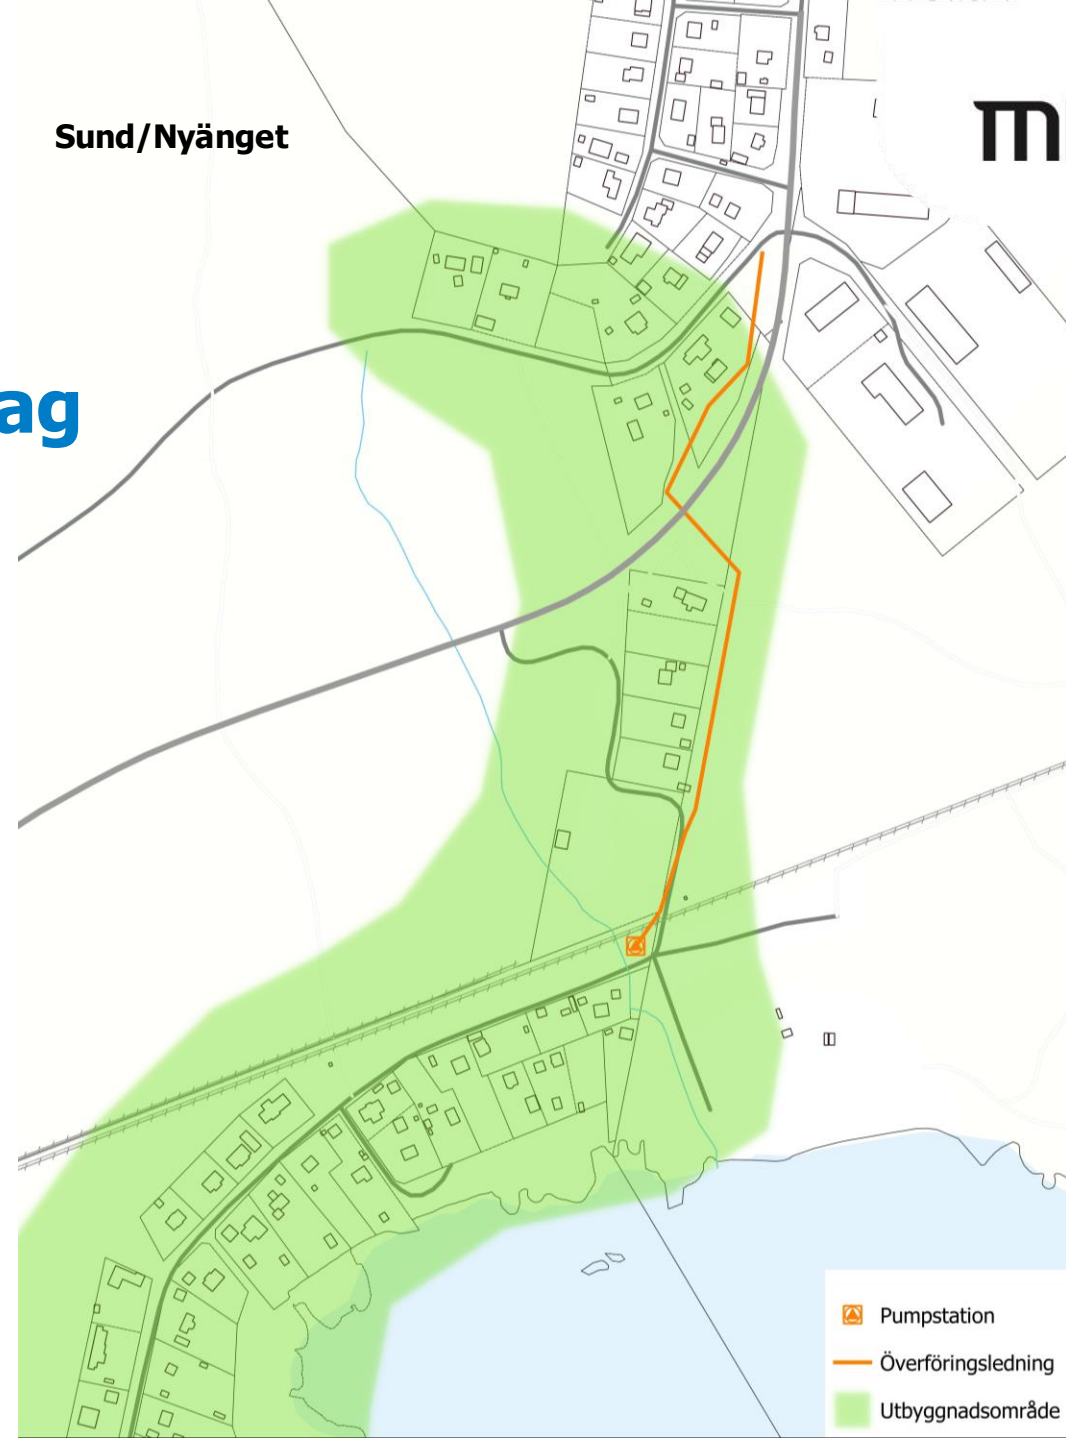 Sund/Nyänget
ag
Pumpstation
Överföringsledning
Utbyggnadsområde